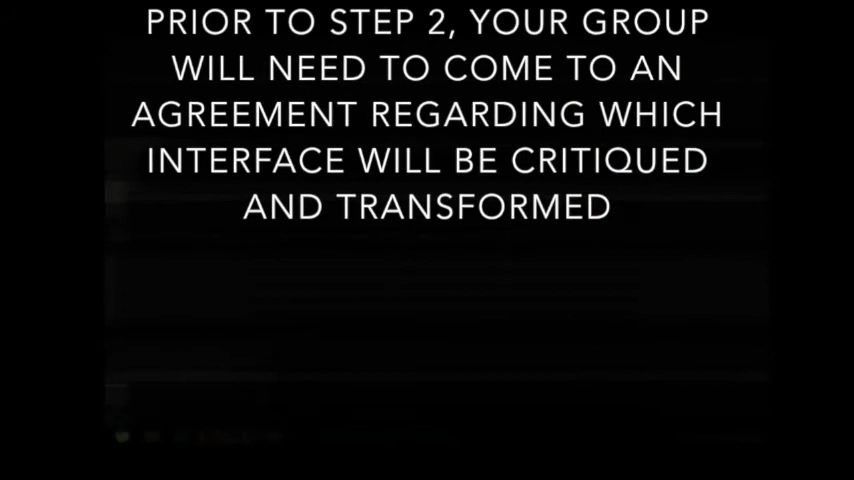 PRIOR TO STEP 2, YOUR GROUP
WILL NEED TO COME TO AN
AGREEMENT REGARDING WHICH
INTERFACE WILL BE CRITIQUED
AND TRANSFORMED